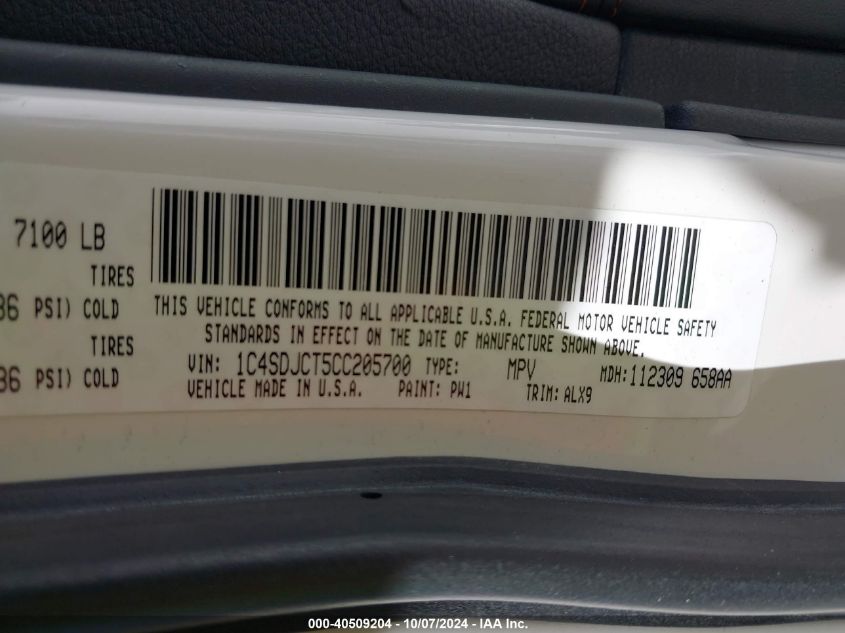 7100 LB
TIRES
36 PSI) COLD
TIRES
36 PSI) COLD
THIS VEHICLE CONFORMS TO ALL APPLICABLE U.S.A. FEDERAL MOTOR VEHICLE SAFETY
STANDARDS IN EFFECT ON THE DATE OF MANUFACTURE SHOWN ABOVE.
VIN: 1C4SDJCT5CC205700 TYPE: MPV MDH:112309 658AA
VEHICLE MADE IN U.S.A. PAINT: PW1 TRIM: ALX9
000-40509204 - 10/07/2024 - IAA Inc.